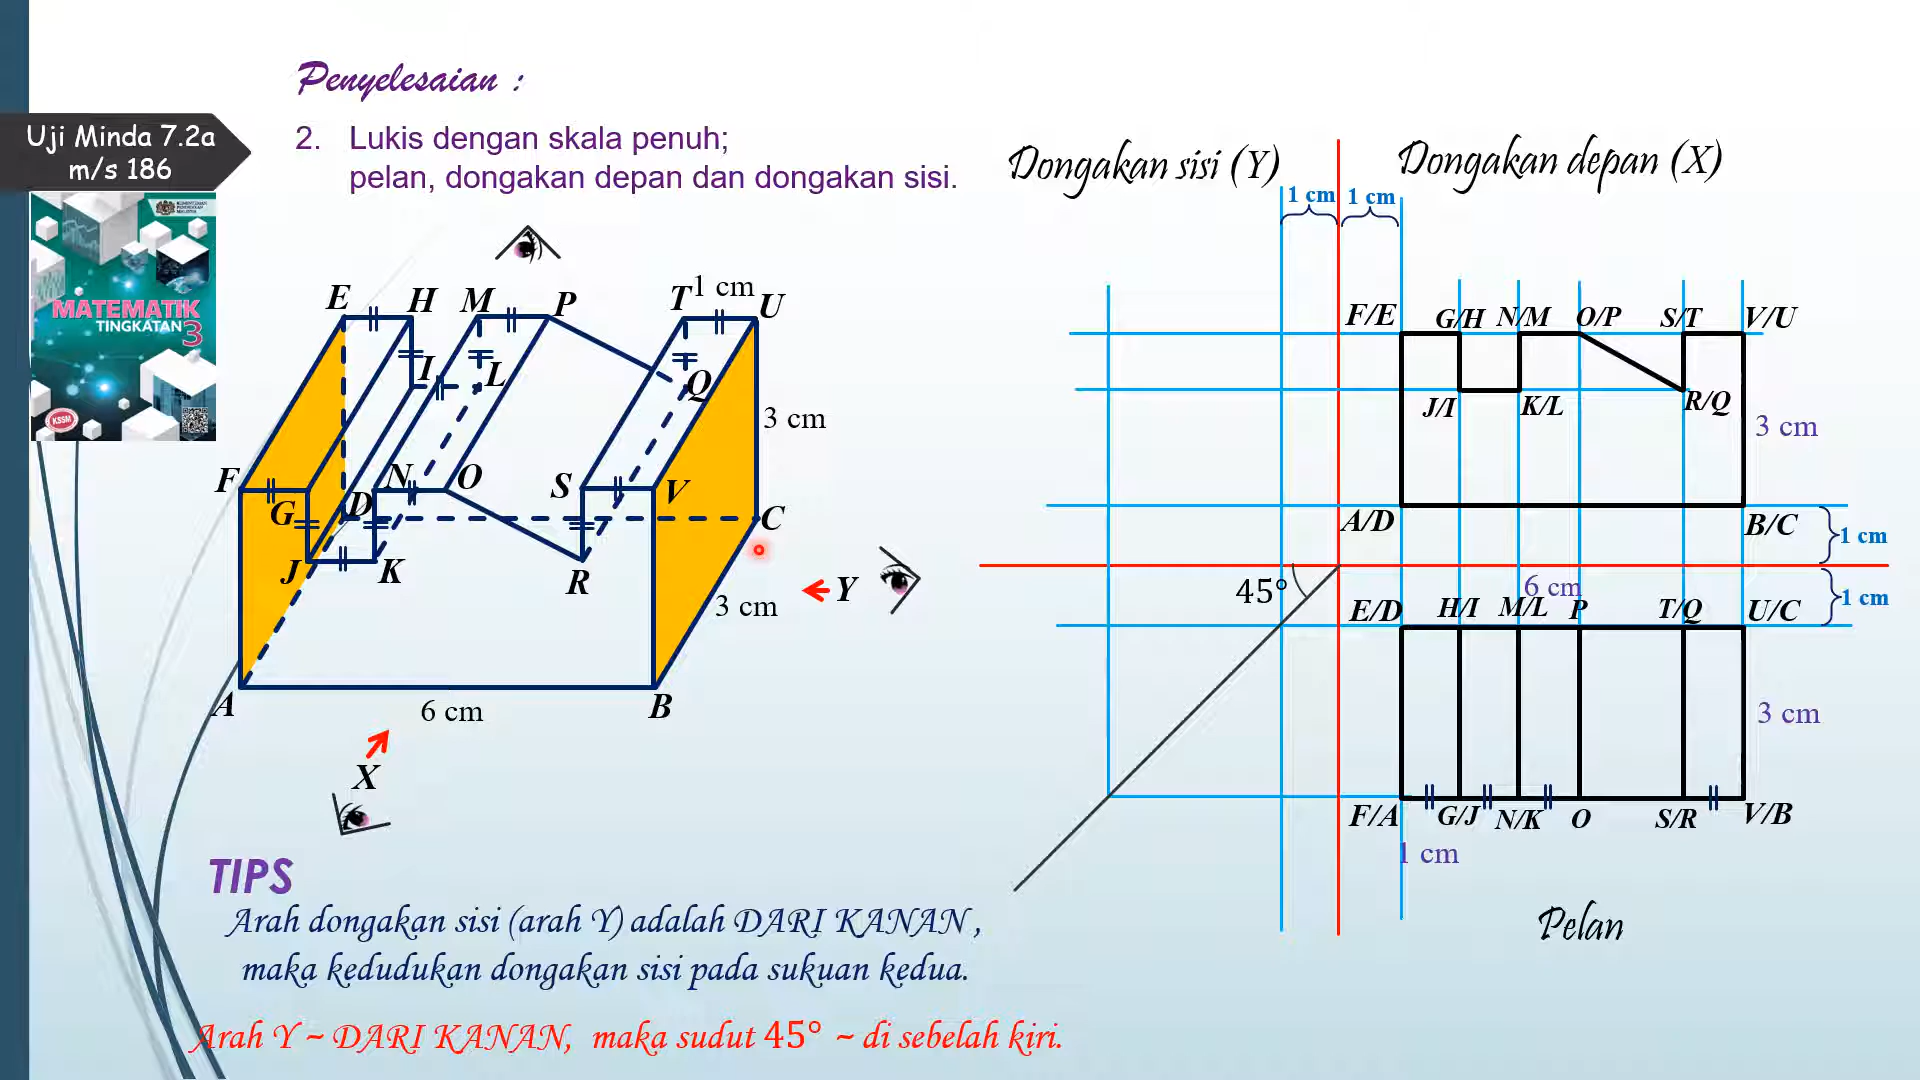 Penyelesaian :
Uji Minda 7.2a
m/s 186
2. Lukis dengan skala penuh;
pelan, dongakan depan dan dongakan sisi.
MATEMATIK
TINGKATAN 3
KSSM
E H M P T 1 cm U
I L Q
3 cm
F G D N O S V
C
J K R
Y
3 cm
A 6 cm B
X
TIPS
Arah dongakan sisi (arah Y) adalah DARI KANAN ,
maka kedudukan dongakan sisi pada sukuan kedua.
Arah Y ~ DARI KANAN, maka sudut 45° ~ di sebelah kiri.
Dongakan sisi (Y)
Dongakan depan (X)
1 cm 1 cm
F/E G/H N/M O/P S/T V/U
J/I K/L R/Q
3 cm
A/D B/C
1 cm
45°
6 cm
1 cm
E/D H/I M/L P T/Q U/C
3 cm
F/A G/J N/K O S/R V/B
1 cm
Pelan